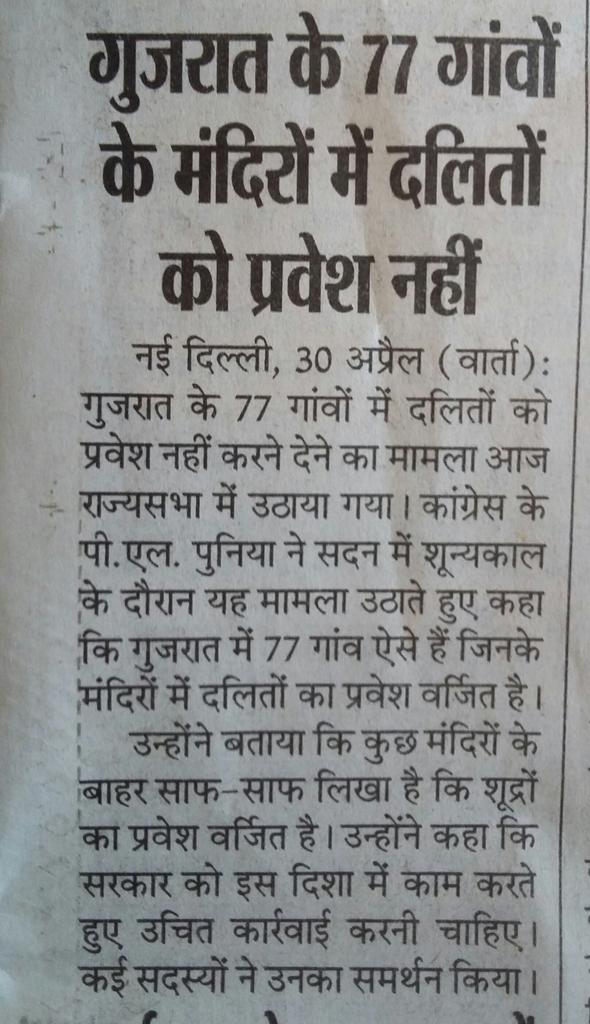 गुजरात के 77 गांवों
के मंदिरों में दलितों
को प्रवेश नहीं
नई दिल्ली, 30 अप्रैल (वार्ता):
गुजरात के 77 गांवों में दलितों को
प्रवेश नहीं करने देने का मामला आज
राज्यसभा में उठाया गया। कांग्रेस के
पी.एल. पुनिया ने सदन में शून्यकाल
के दौरान यह मामला उठाते हुए कहा
कि गुजरात में 77 गांव ऐसे हैं जिनके
मंदिरों में दलितों का प्रवेश वर्जित है।
उन्होंने बताया कि कुछ मंदिरों के
बाहर साफ-साफ लिखा है कि शूद्रों
का प्रवेश वर्जित है। उन्होंने कहा कि
सरकार को इस दिशा में काम करते
हुए उचित कार्रवाई करनी चाहिए।
कई सदस्यों ने उनका समर्थन किया।